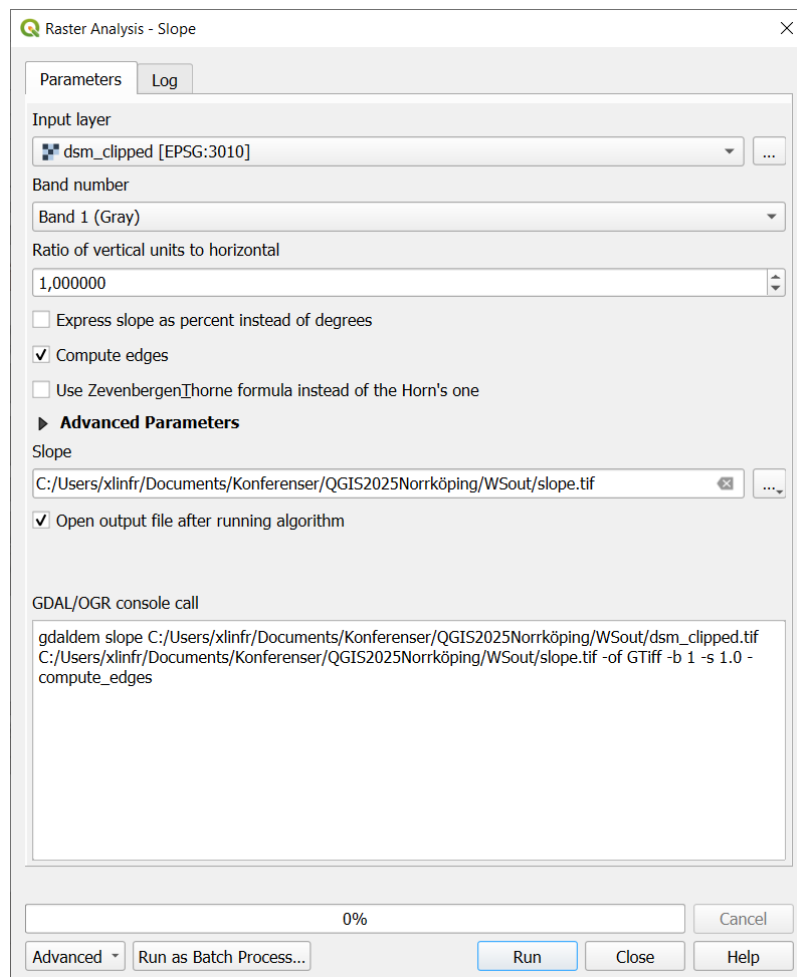 Raster Analysis - Slope
Parameters
Log
Input layer
dsm_clipped [EPSG:3010]
...
Band number
Band 1 (Gray)
Ratio of vertical units to horizontal
1,000000
Express slope as percent instead of degrees
Compute edges
Use ZevenbergenThorne formula instead of the Horn's one
Advanced Parameters
Slope
C:/Users/xlinfr/Documents/Konferenser/QGIS2025Norrköping/WSout/slope.tif
...
Open output file after running algorithm
GDAL/OGR console call
gdaldem slope C:/Users/xlinfr/Documents/Konferenser/QGIS2025Norrköping/WSout/dsm_clipped.tif
C:/Users/xlinfr/Documents/Konferenser/QGIS2025Norrköping/WSout/slope.tif -of GTiff -b 1 -s 1.0 -
compute_edges
0%
Cancel
Advanced
Run as Batch Process...
Run
Close
Help